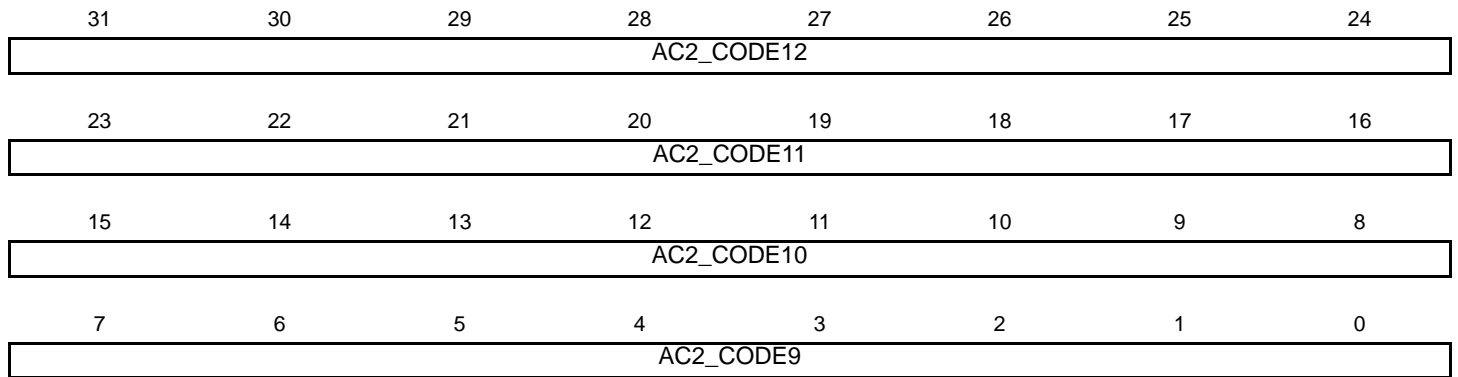 31 30 29 28 27 26 25 24
AC2_CODE12
23 22 21 20 19 18 17 16
AC2_CODE11
15 14 13 12 11 10 9 8
AC2_CODE10
7 6 5 4 3 2 1 0
AC2_CODE9